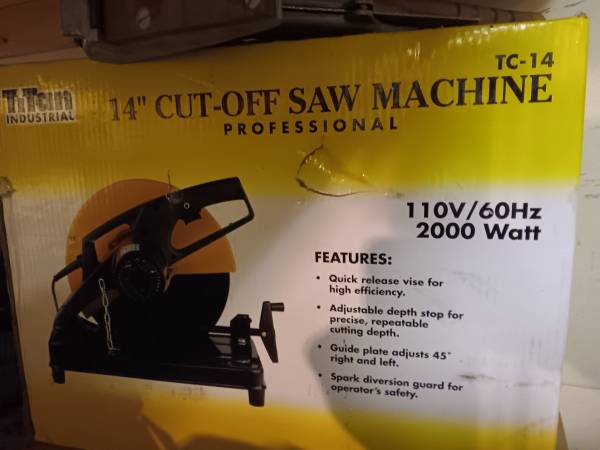 TC-14
TiTan
INDUSTRIAL
14" CUT-OFF SAW MACHINE
PROFESSIONAL
110V/60Hz
2000 Watt
FEATURES:
• Quick release vise for
high efficiency.
• Adjustable depth stop for
precise, repeatable
cutting depth.
• Guide plate adjusts 45°
right and left.
• Spark diversion guard for
operator's safety.